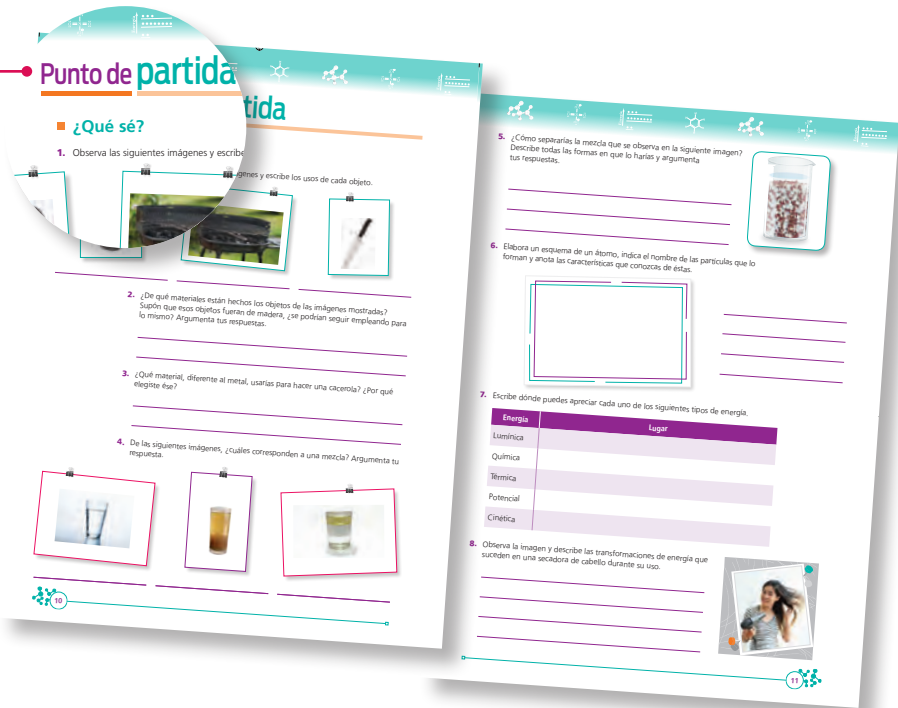 Punto de partida
¿Qué sé?
1. Observa las siguientes imágenes y escribe
tida
genes y escribe los usos de cada objeto.
2. ¿De qué materiales están hechos los objetos de las imágenes mostradas?
Supón que esos objetos fueran de madera, ¿se podrían seguir empleando para
lo mismo? Argumenta tus respuestas.
3. ¿Qué material, diferente al metal, usarías para hacer una cacerola? ¿Por qué
elegiste ése?
4. De las siguientes imágenes, ¿cuáles corresponden a una mezcla? Argumenta tu
respuesta.
10
5. ¿Cómo separarías la mezcla que se observa en la siguiente imagen?
Describe todas las formas en que lo harías y argumenta
tus respuestas.
6. Elabora un esquema de un átomo, indica el nombre de las partículas que lo
forman y anota las características que conozcas de éstas.
7. Escribe dónde puedes apreciar cada uno de los siguientes tipos de energía.
Energía Lugar
Lumínica
Química
Térmica
Potencial
Cinética
8. Observa la imagen y describe las transformaciones de energía que
suceden en una secadora de cabello durante su uso.
11